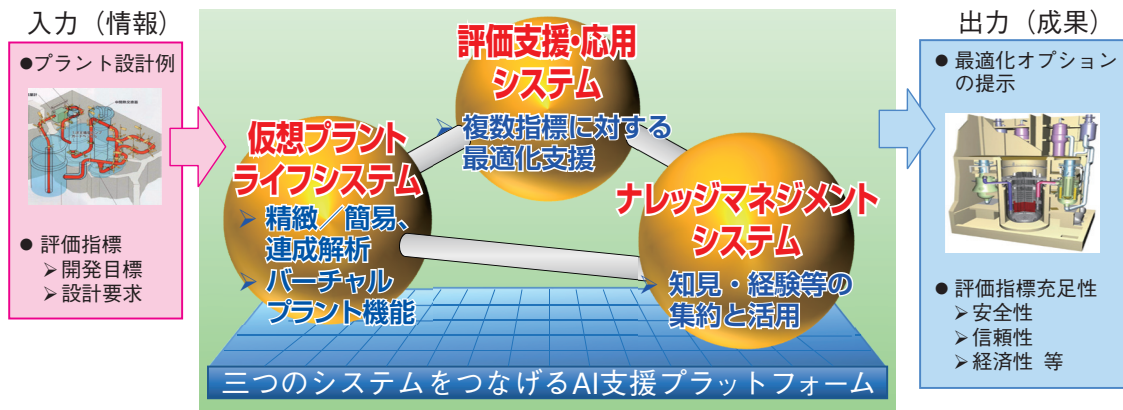 入力（情報）
●プラント設計例
● 評価指標
➢開発目標
➢設計要求
評価支援・応用
システム
➢ 複数指標に対する
最適化支援
仮想プラント
ライフシステム
➢ 精緻／簡易、
連成解析
➢ バーチャル
プラント機能
ナレッジマネジメント
システム
➢ 知見・経験等の
集約と活用
三つのシステムをつなげるAI支援プラットフォーム
出力（成果）
● 最適化オプション
の提示
● 評価指標充足性
➢安全性
➢信頼性
➢経済性 等